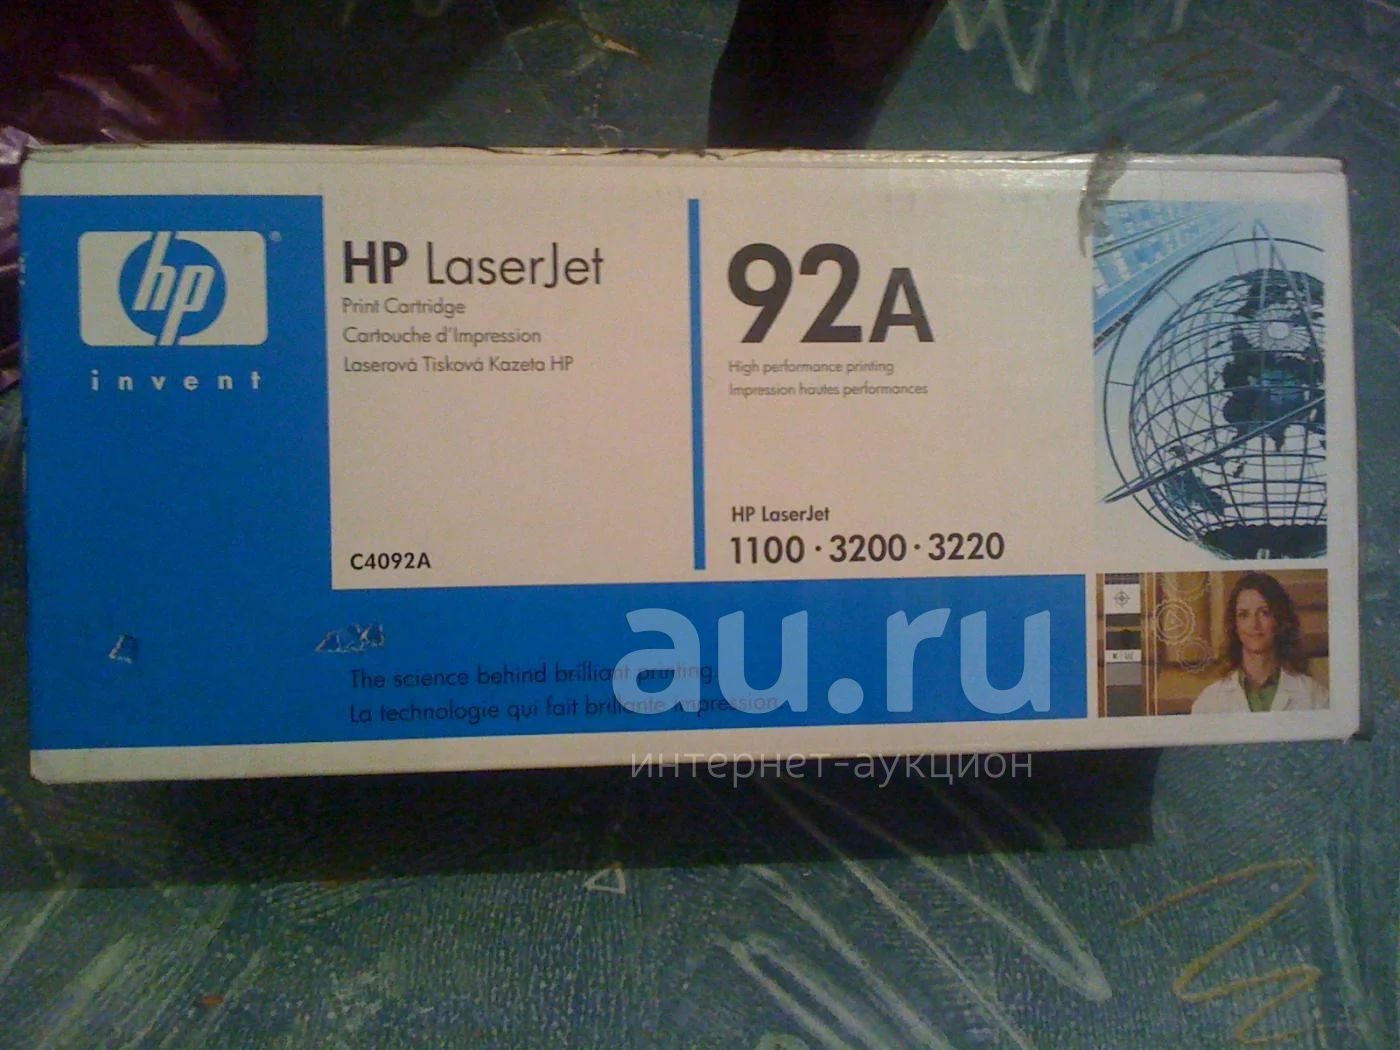 hp
®
invent
HP LaserJet
Print Cartridge
Cartouche d'Impression
Laserová Tisková Kazeta HP
C4092A
92A
High performance printing
Impression hautes performances
HP LaserJet
1100 · 3200 · 3220
The science behind brilliant printing.
La technologie qui fait brillante impression
au.ru
интернет-аукцион